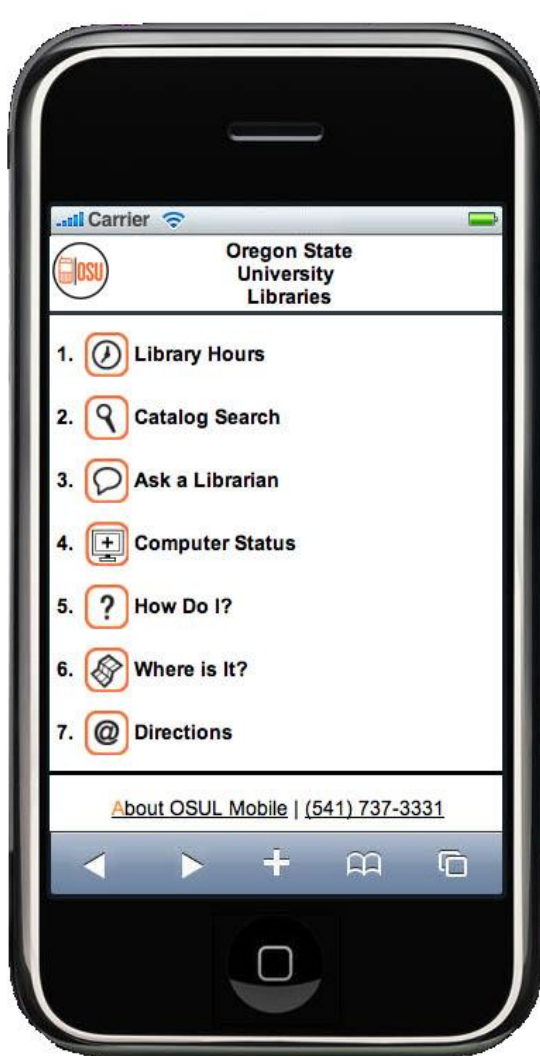 Carrier
OSU
Oregon State
University
Libraries
1. Library Hours
2. Catalog Search
3. Ask a Librarian
4. Computer Status
5. ? How Do I?
6. Where is It?
7. @ Directions
About OSUL Mobile | (541) 737-3331